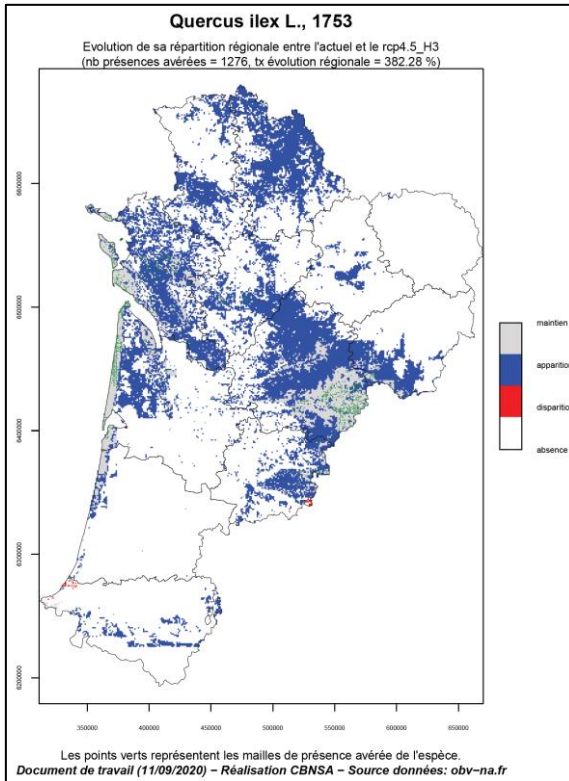 Quercus ilex L., 1753
Evolution de sa répartition régionale entre l'actuel et le rcp4.5_H3
(nb présences avérées = 1276, tx évolution régionale = 382.28 %)
6600000
6500000
6400000
6300000
6200000
maintien
apparition
disparition
absence
350000 400000 450000 500000 550000 600000 650000
Les points verts représentent les mailles de présence avérée de l'espèce.
Document de travail (11/09/2020) − Réalisation CBNSA − Source données: obv−na.fr